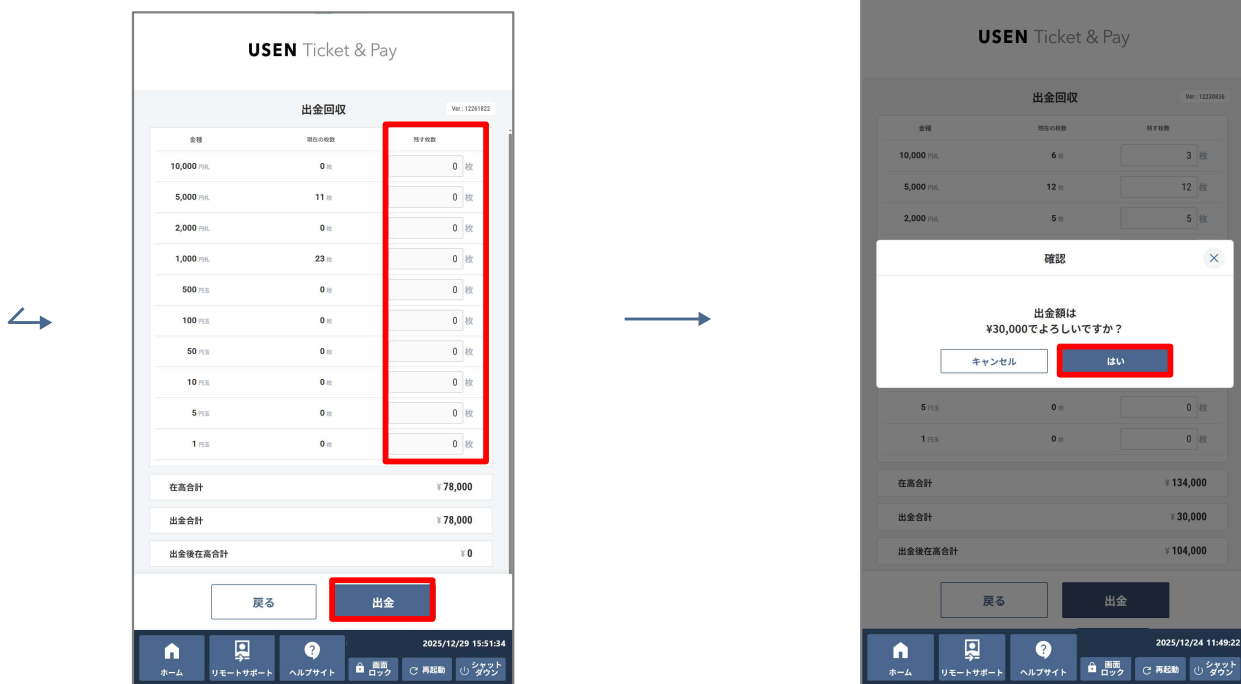 USEN Ticket & Pay
出金回収
Ver : 12261822
金種 現在の枚数 残す枚数
10,000 円札 0 枚 0 枚
5,000 円札 11 枚 0 枚
2,000 円札 0 枚 0 枚
1,000 円札 23 枚 0 枚
500 円玉 0 枚 0 枚
100 円玉 0 枚 0 枚
50 円玉 0 枚 0 枚
10 円玉 0 枚 0 枚
5 円玉 0 枚 0 枚
1 円玉 0 枚 0 枚
在高合計 ¥ 78,000
出金合計 ¥ 78,000
出金後在高合計 ¥ 0
戻る 出金
2025/12/29 15:51:34
ホーム リモートサポート ヘルプサイト 画面ロック 再起動 シャットダウン
USEN Ticket & Pay
出金回収
Ver : 12230836
金種 現在の枚数 残す枚数
10,000 円札 6 枚 3 枚
5,000 円札 12 枚 12 枚
2,000 円札 5 枚 5 枚
確認
出金額は
¥30,000でよろしいですか？
キャンセル はい
5 円玉 0 枚 0 枚
1 円玉 0 枚 0 枚
在高合計 ¥ 134,000
出金合計 ¥ 30,000
出金後在高合計 ¥ 104,000
戻る 出金
2025/12/24 11:49:22
ホーム リモートサポート ヘルプサイト 画面ロック 再起動 シャットダウン